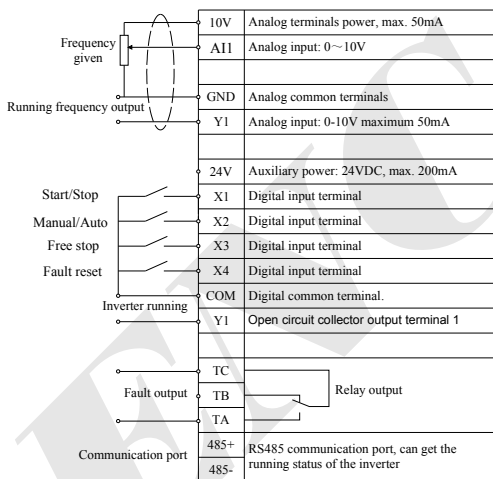 10V Analog terminals power, max. 50mA
Frequency given AI1 Analog input: 0～10V
GND Analog common terminals
Running frequency output Y1 Analog input: 0-10V maximum 50mA
24V Auxiliary power: 24VDC, max. 200mA
Start/Stop X1 Digital input terminal
Manual/Auto X2 Digital input terminal
Free stop X3 Digital input terminal
Fault reset X4 Digital input terminal
COM Digital common terminal.
Inverter running Y1 Open circuit collector output terminal 1
TC
Fault output TB Relay output
TA
Communication port 485+ RS485 communication port, can get the
485- running status of the inverter
ENC